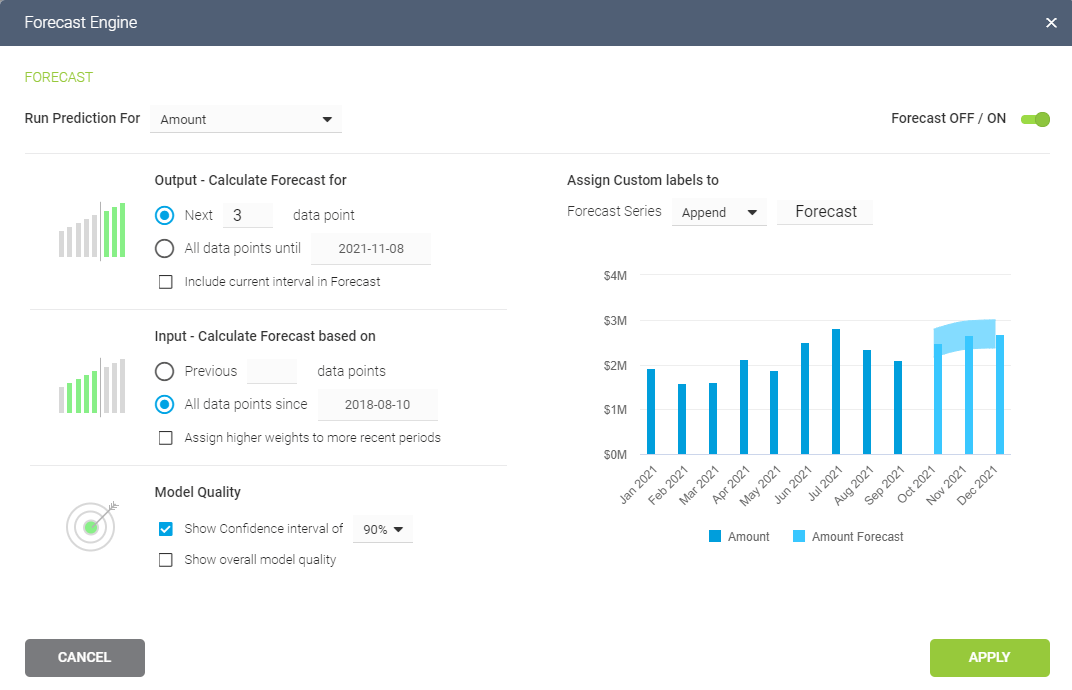 Forecast Engine
FORECAST
Run Prediction For Amount
Forecast OFF / ON
Output - Calculate Forecast for
Next 3 data point
All data points until 2021-11-08
Include current interval in Forecast
Input - Calculate Forecast based on
Previous data points
All data points since 2018-08-10
Assign higher weights to more recent periods
Model Quality
Show Confidence interval of 90%
Show overall model quality
Assign Custom labels to
Forecast Series Append Forecast
$4M
$3M
$2M
$1M
$0M
Jan 2021 Feb 2021 Mar 2021 Apr 2021 May 2021 Jun 2021 Jul 2021 Aug 2021 Sep 2021 Oct 2021 Nov 2021 Dec 2021
Amount Amount Forecast
CANCEL
APPLY